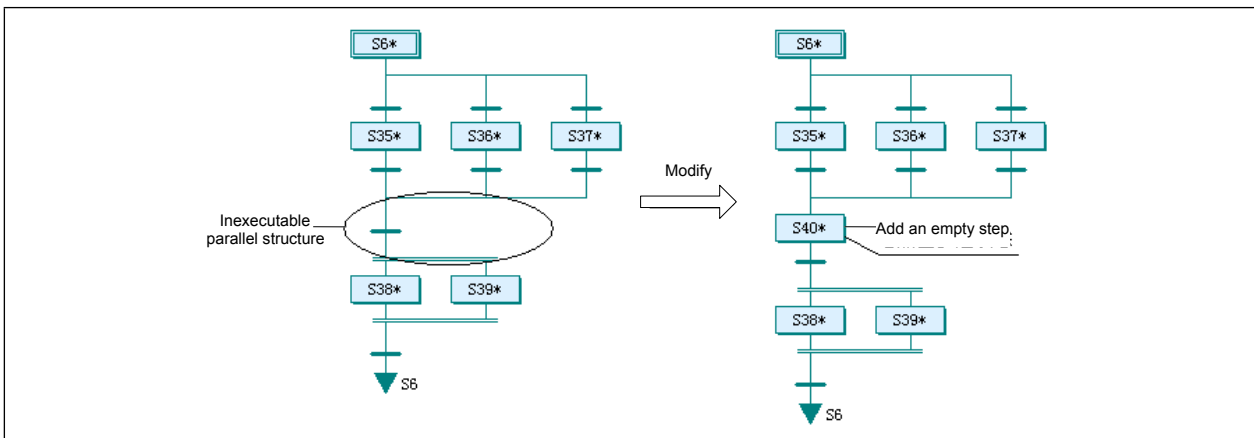 S6*
S35*
S36*
S37*
Inexecutable
parallel structure
S38*
S39*
S6
Modify
S6*
S35*
S36*
S37*
S40*
Add an empty step.
S38*
S39*
S6